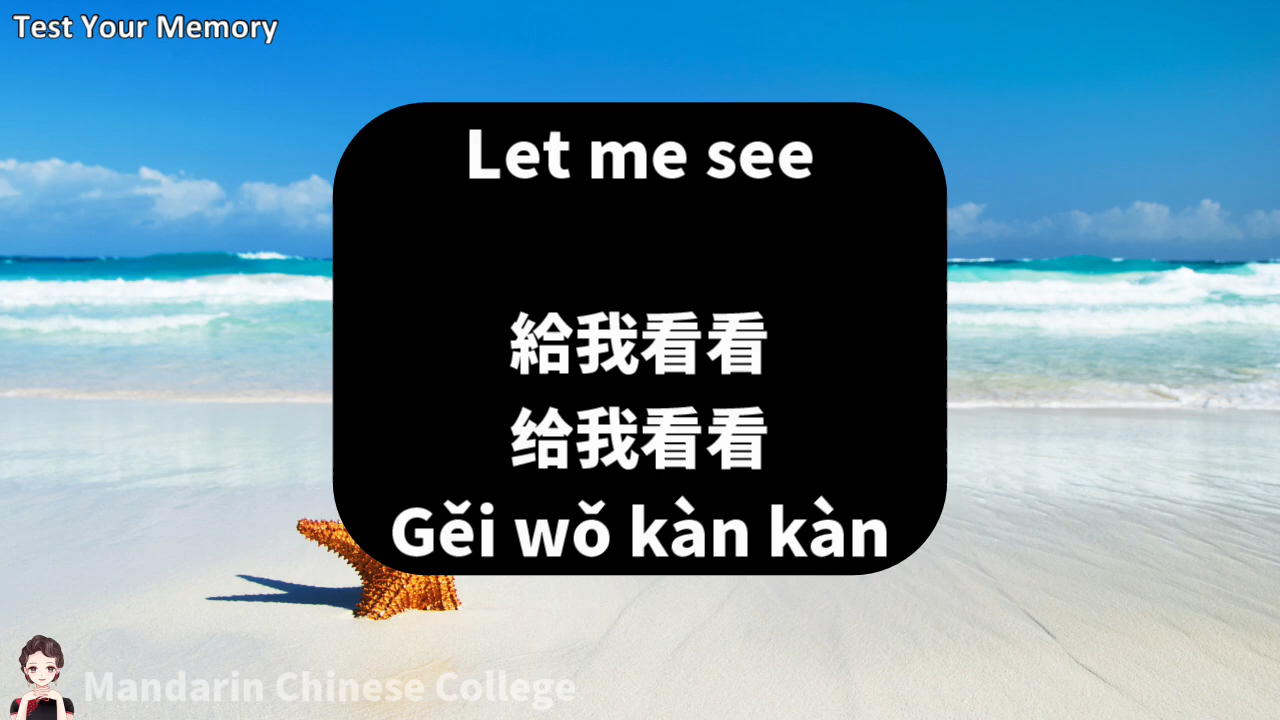 Test Your Memory
Let me see
給我看看
给我看看
Gěi wǒ kàn kàn
Mandarin Chinese College